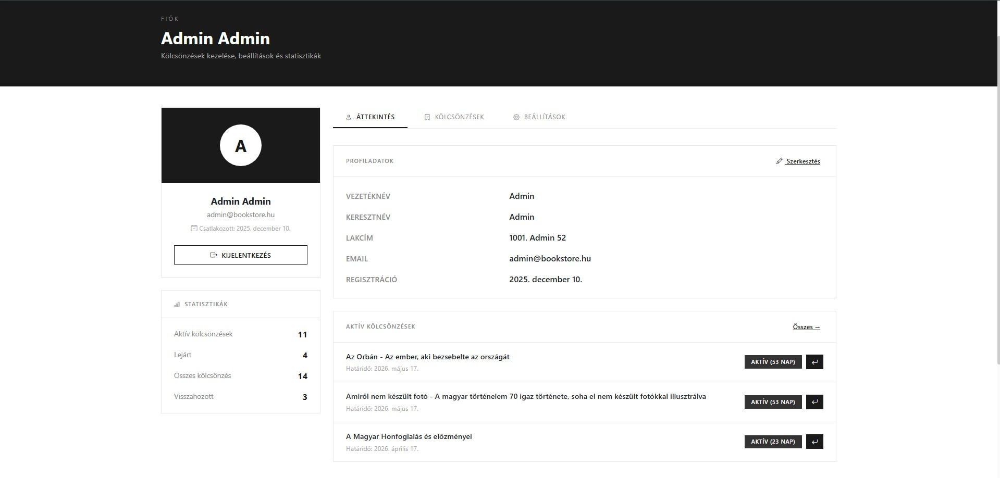 FIÓK
Admin Admin
Kölcsönzések kezelése, beállítások és statisztikák
A
Admin Admin
admin@bookstore.hu
Csatlakozott: 2025. december 10.
KIJELENTKEZÉS
STATISZTIKÁK
Aktív kölcsönzések 11
Lejárt 4
Összes kölcsönzés 14
Visszahozott 3
ÁTTEKINTÉS KÖLCSÖNZÉSEK BEÁLLÍTÁSOK
PROFILADATOK Szerkesztés
VEZETÉKNÉV Admin
KERESZTNÉV Admin
LAKCÍM 1001. Admin 52
EMAIL admin@bookstore.hu
REGISZTRÁCIÓ 2025. december 10.
AKTÍV KÖLCSÖNZÉSEK Összes →
Az Orbán - Az ember, aki bezsebelte az országát
Határidő: 2026. május 17.
AKTÍV (53 NAP)
Amiről nem készült fotó - A magyar történelem 70 igaz története, soha el nem készült fotókkal illusztrálva
Határidő: 2026. május 17.
AKTÍV (53 NAP)
A Magyar Honfoglalás és előzményei
Határidő: 2026. április 17.
AKTÍV (23 NAP)